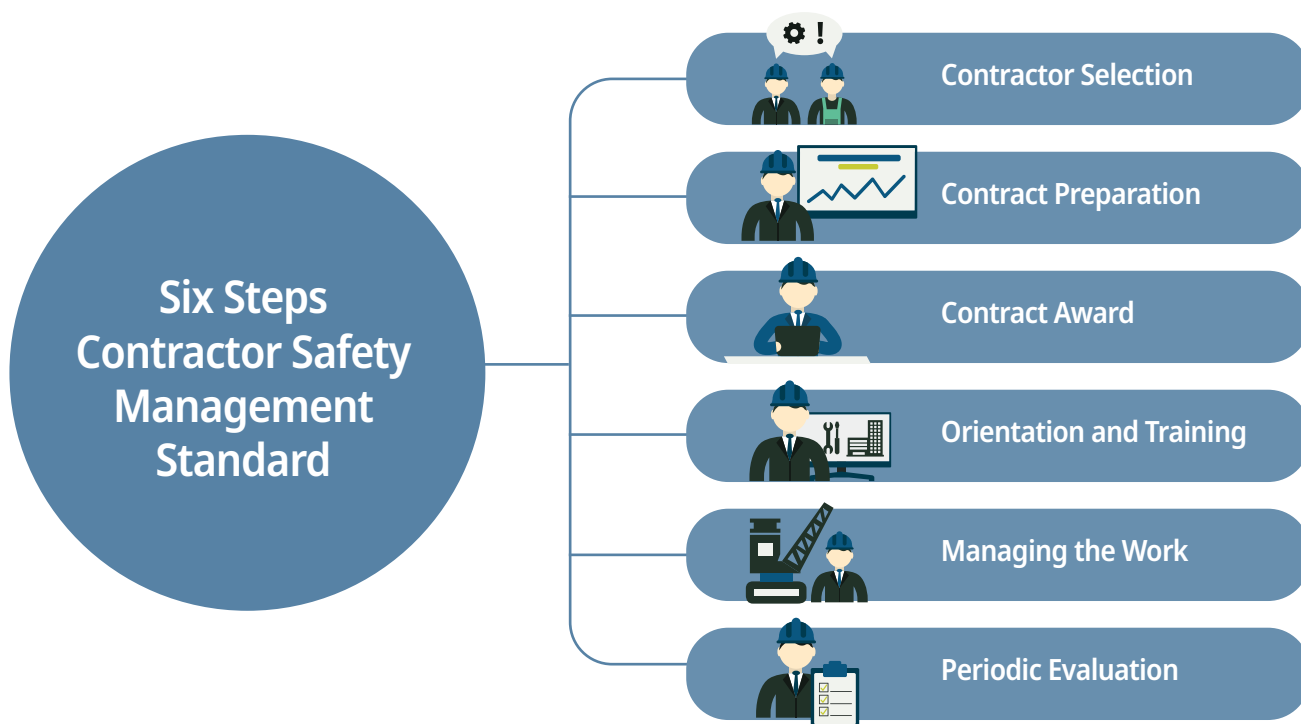 Six Steps
Contractor Safety
Management
Standard
!
Contractor Selection
Contract Preparation
Contract Award
Orientation and Training
Managing the Work
Periodic Evaluation